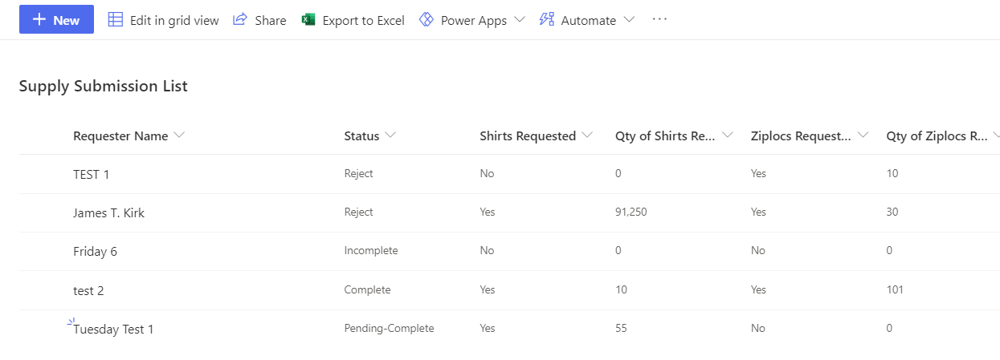 New Edit in grid view Share Export to Excel Power Apps Automate ...
Supply Submission List
Requester Name Status Shirts Requested Qty of Shirts Re... Ziplocs Request... Qty of Ziplocs R...
TEST 1 Reject No 0 Yes 10
James T. Kirk Reject Yes 91,250 Yes 30
Friday 6 Incomplete No 0 No 0
test 2 Complete Yes 10 Yes 101
Tuesday Test 1 Pending-Complete Yes 55 No 0